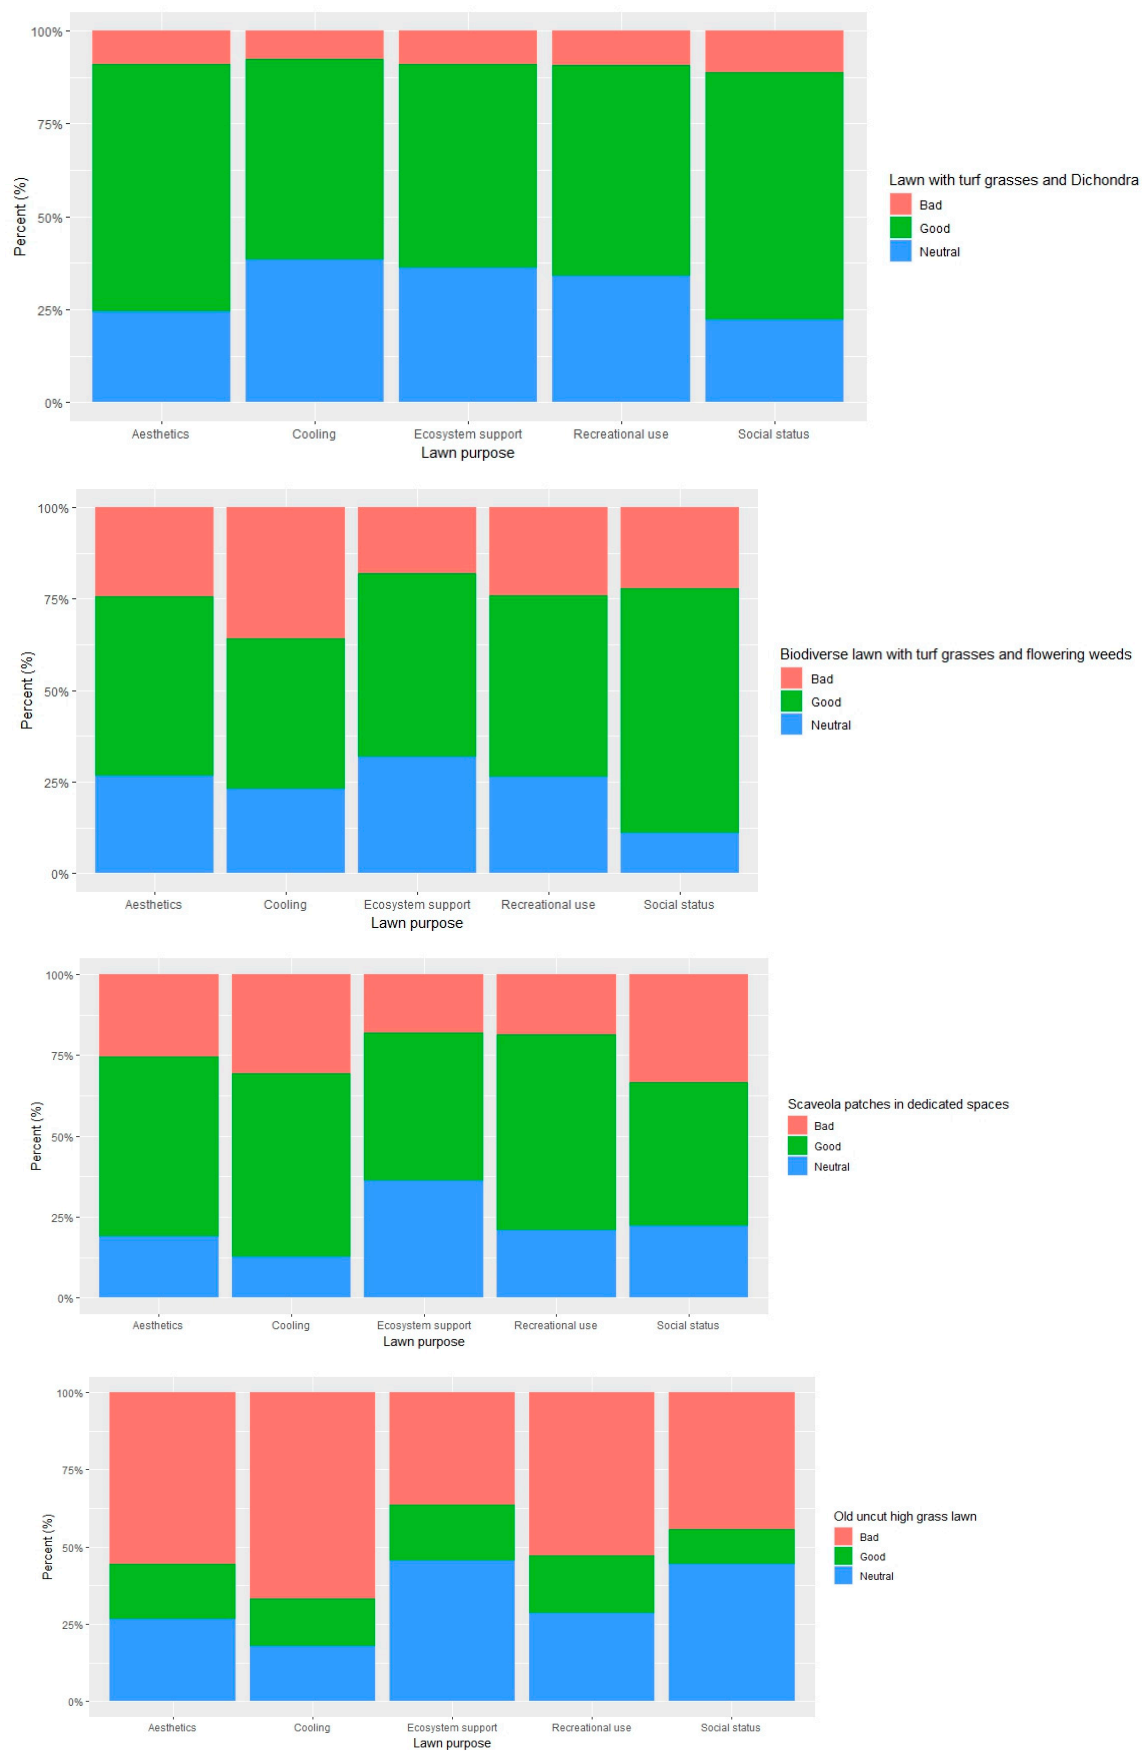 100%
75%
50%
25%
0%
Percent (%)
Aesthetics Cooling Ecosystem support Recreational use Social status
Lawn purpose
Lawn with turf grasses and Dichondra
Bad
Good
Neutral
100%
75%
50%
25%
0%
Percent (%)
Aesthetics Cooling Ecosystem support Recreational use Social status
Lawn purpose
Biodiverse lawn with turf grasses and flowering weeds
Bad
Good
Neutral
100%
75%
50%
25%
0%
Percent (%)
Aesthetics Cooling Ecosystem support Recreational use Social status
Lawn purpose
Scaveola patches in dedicated spaces
Bad
Good
Neutral
100%
75%
50%
25%
0%
Percent (%)
Aesthetics Cooling Ecosystem support Recreational use Social status
Lawn purpose
Old uncut high grass lawn
Bad
Good
Neutral